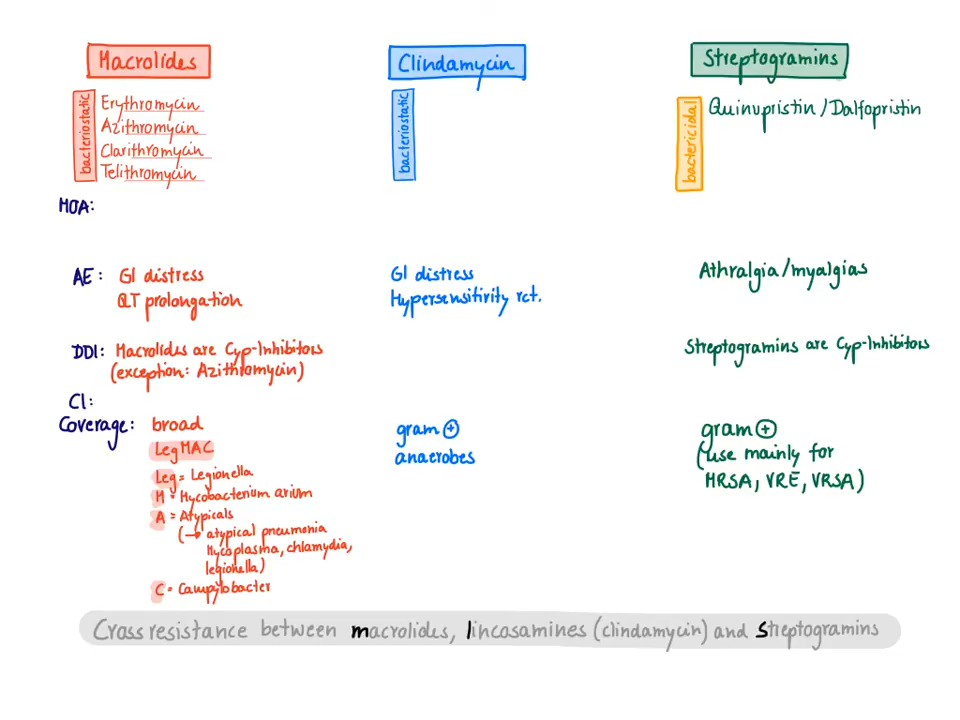 Macrolides
bacteriostatic
Erythromycin
Azithromycin
Clarithromycin
Telithromycin
Clindamycin
bacteriostatic
Streptogramins
bactericidal
Quinupristin/Dalfopristin
MOA:
AE: GI distress
QT prolongation
GI distress
Hypersensitivity rct.
Athralgia/myalgias
DDI: Macrolides are Cyp-Inhibitors
(exception: Azithromycin)
Streptogramins are Cyp-Inhibitors
CI:
Coverage: broad
LegMAC
Leg = Legionella
M = Mycobacterium arium
A = Atypicals
(→ atypical pneumonia
Mycoplasma, chlamydia,
legionella)
C = Campylobacter
gram ⊕
anaerobes
gram ⊕
(use mainly for
MRSA, VRE, VRSA)
Cross resistance between macrolides, lincosamines (clindamycin) and Streptogramins